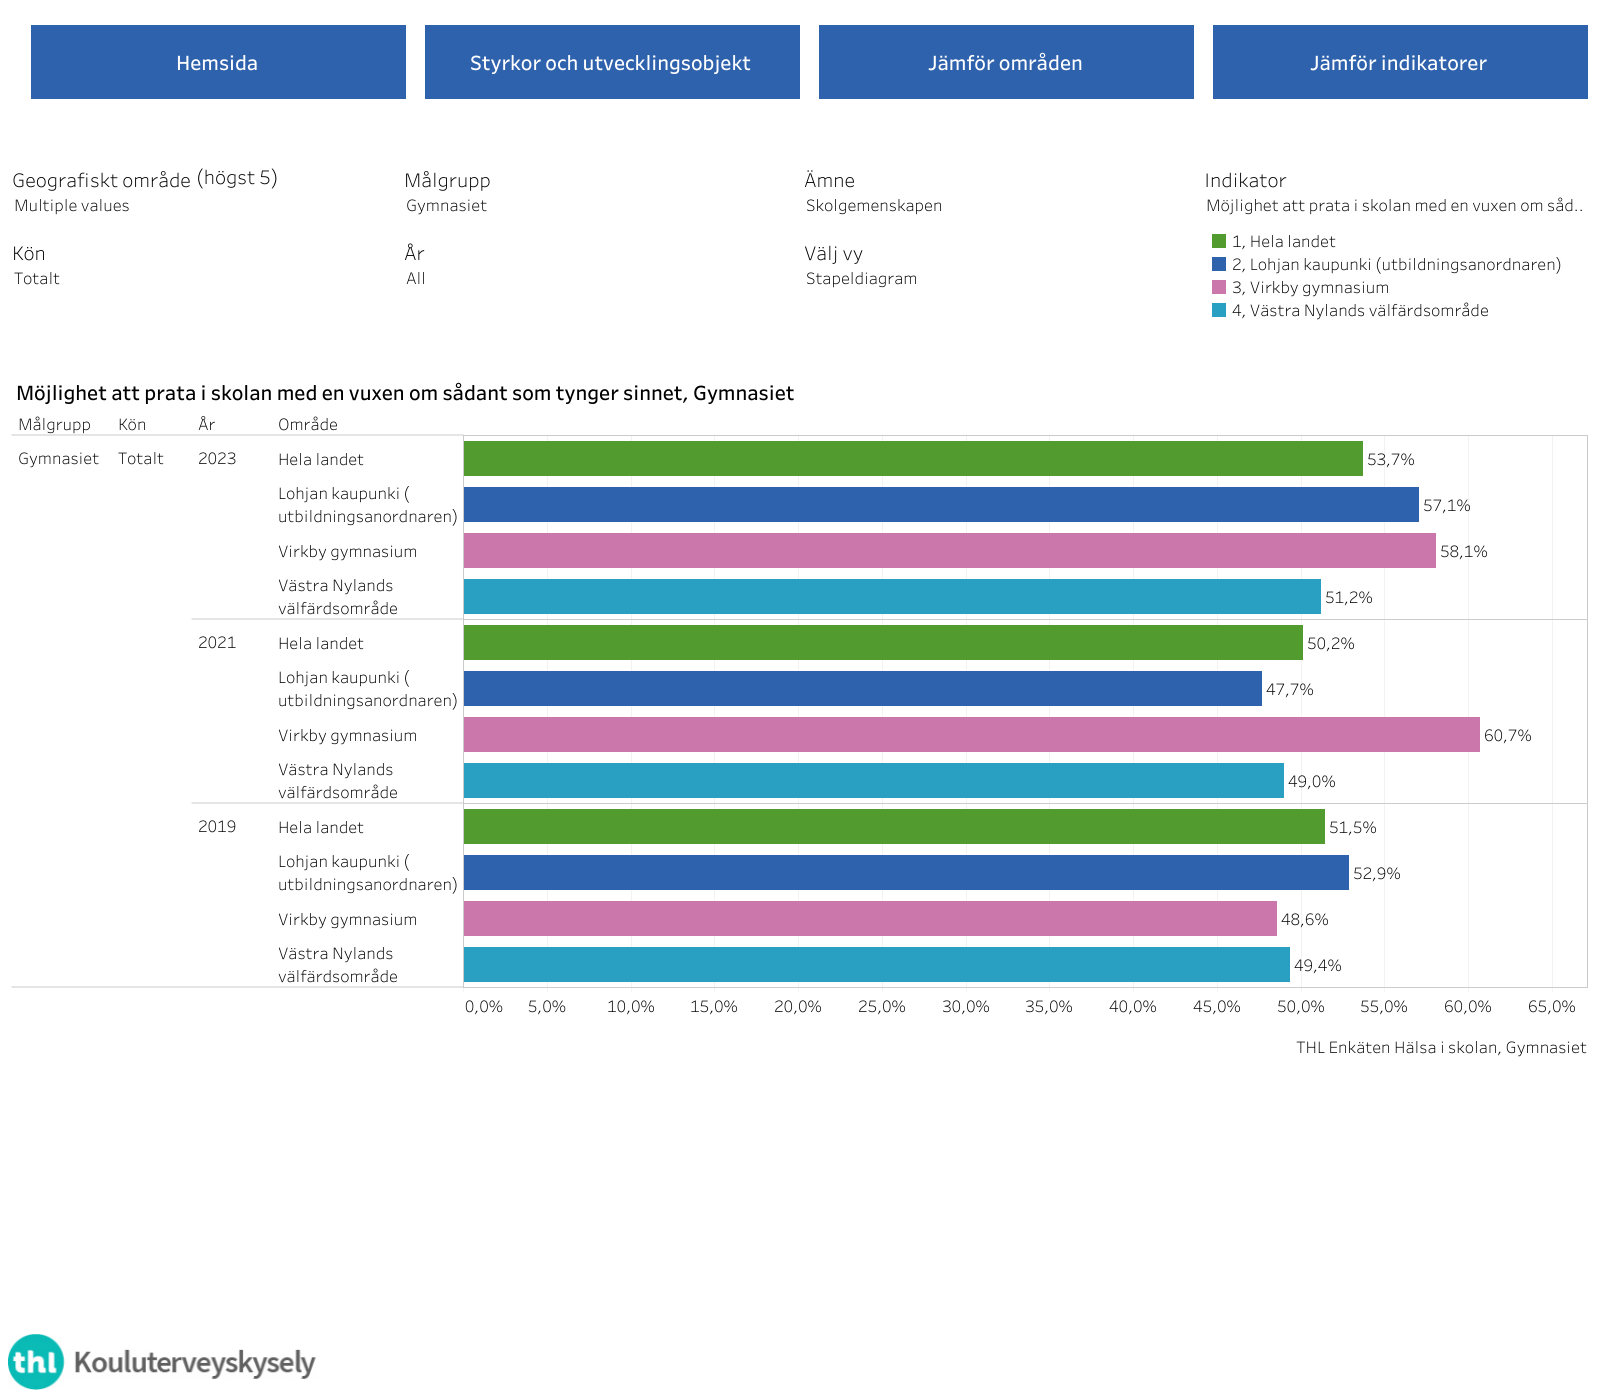 Hemsida
Styrkor och utvecklingsobjekt
Jämför områden
Jämför indikatorer
Geografiskt område (högst 5)
Multiple values
Målgrupp
Gymnasiet
Ämne
Skolgemenskapen
Indikator
Möjlighet att prata i skolan med en vuxen om såd..
Kön
Totalt
År
All
Välj vy
Stapeldiagram
1, Hela landet
2, Lohjan kaupunki (utbildningsanordnaren)
3, Virkby gymnasium
4, Västra Nylands välfärdsområde
Möjlighet att prata i skolan med en vuxen om sådant som tynger sinnet, Gymnasiet
Målgrupp Kön År Område
Gymnasiet Totalt 2023 Hela landet 53,7%
Lohjan kaupunki (
utbildningsanordnaren) 57,1%
Virkby gymnasium 58,1%
Västra Nylands
välfärdsområde 51,2%
2021 Hela landet 50,2%
Lohjan kaupunki (
utbildningsanordnaren) 47,7%
Virkby gymnasium 60,7%
Västra Nylands
välfärdsområde 49,0%
2019 Hela landet 51,5%
Lohjan kaupunki (
utbildningsanordnaren) 52,9%
Virkby gymnasium 48,6%
Västra Nylands
välfärdsområde 49,4%
0,0% 5,0% 10,0% 15,0% 20,0% 25,0% 30,0% 35,0% 40,0% 45,0% 50,0% 55,0% 60,0% 65,0%
THL Enkäten Hälsa i skolan, Gymnasiet
thl Kouluterveyskysely